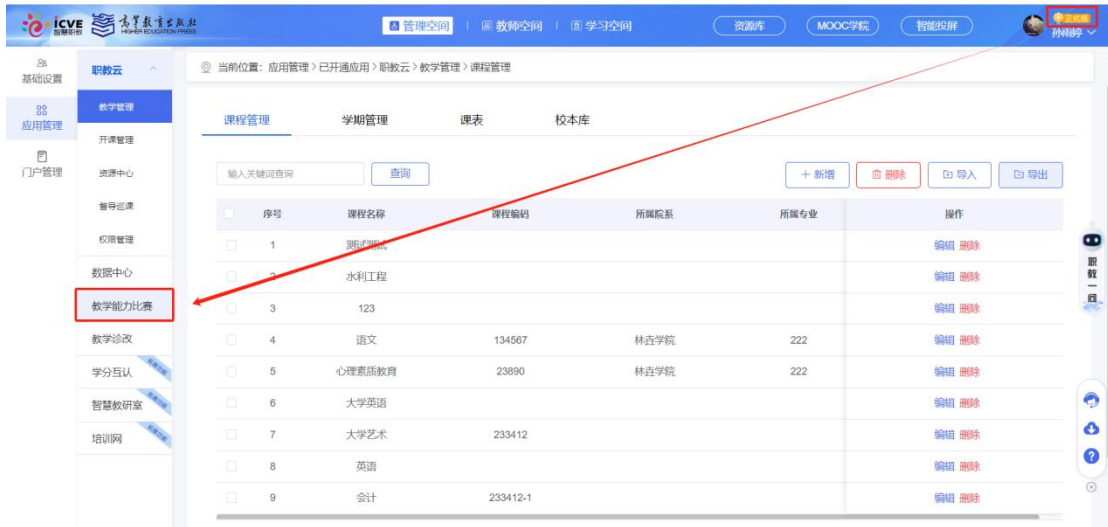 icve 智慧职教 高等教育出版社 HIGHER EDUCATION PRESS 管理空间 教师空间 学习空间 资源库 MOOC学院 智能投屏 正式版
基础设置
应用管理
门户管理
职教云
教学管理
开课管理
资源中心
督导巡课
权限管理
数据中心
教学能力比赛
教学诊改
学分互认
智慧教研室
培训网
当前位置：应用管理>已开通应用>职教云>教学管理>课程管理
课程管理 学期管理 课表 校本库
输入关键词查询 查询 + 新增 删除 导入 导出
序号 课程名称 课程编码 所属院系 所属专业 操作
1 测试测试 编辑 删除
2 水利工程 编辑 删除
3 123 编辑 删除
4 语文 134567 林垚学院 222 编辑 删除
5 心理素质教育 23890 林垚学院 222 编辑 删除
6 大学英语 编辑 删除
7 大学艺术 233412 编辑 删除
8 英语 编辑 删除
9 会计 233412-1 编辑 删除
职教一问